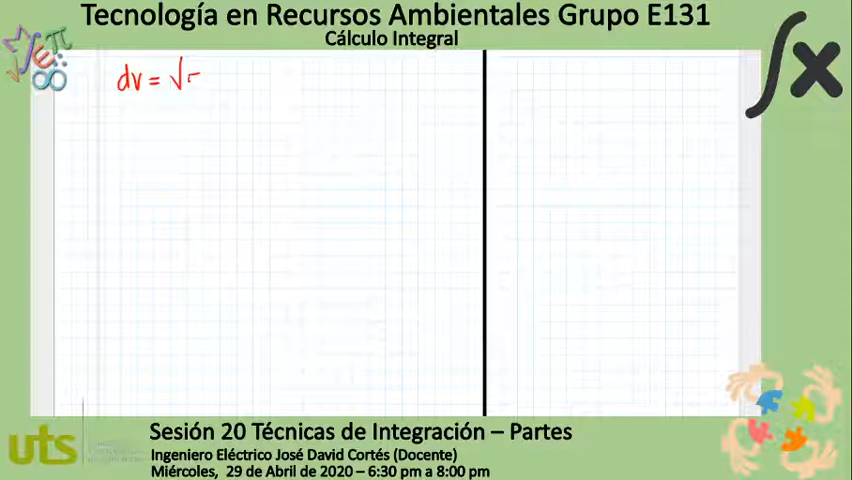 Tecnología en Recursos Ambientales Grupo E131
Cálculo Integral
∫x
dv = √
uts
Sesión 20 Técnicas de Integración – Partes
Ingeniero Eléctrico José David Cortés (Docente)
Miércoles, 29 de Abril de 2020 – 6:30 pm a 8:00 pm